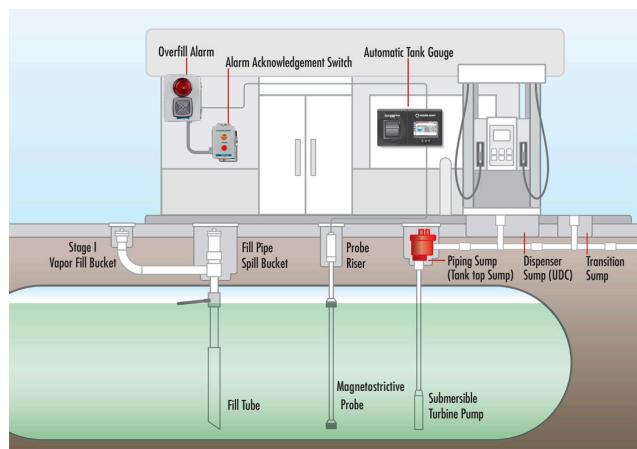 Overfill Alarm
Alarm Acknowledgement Switch
Automatic Tank Gauge
Stage I
Vapor Fill Bucket
Fill Pipe
Spill Bucket
Probe
Riser
Piping Sump
(Tank top Sump)
Dispenser
Sump (UDC)
Transition
Sump
Fill Tube
Magnetostrictive
Probe
Submersible
Turbine Pump